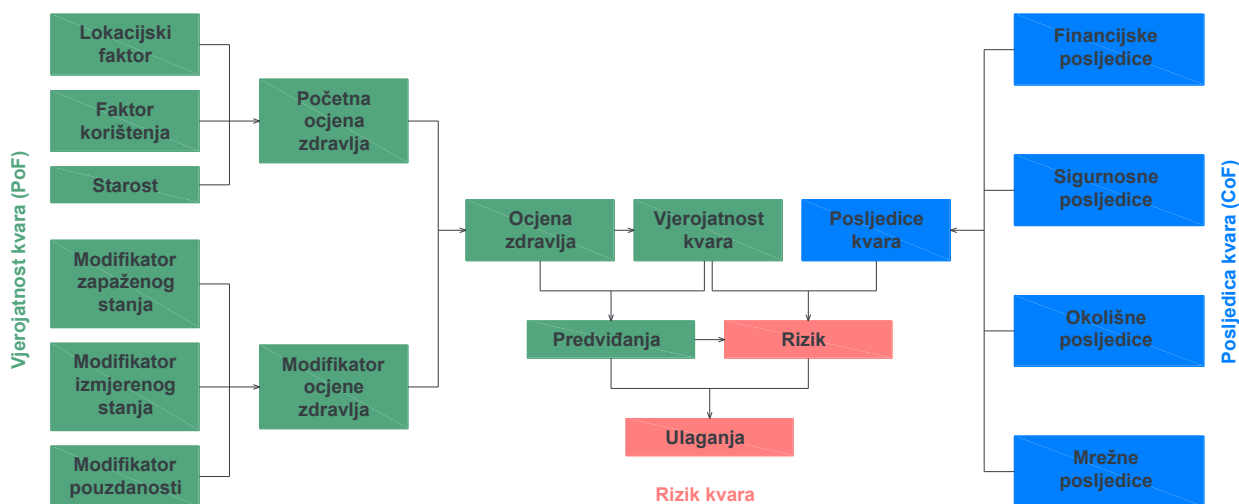 Vjerojatnost kvara (PoF)
Lokacijski
faktor
Faktor
korištenja
Starost
Početna
ocjena
zdravlja
Modifikator
zapaženog
stanja
Modifikator
izmjerenog
stanja
Modifikator
pouzdanosti
Modifikator
ocjene
zdravlja
Ocjena
zdravlja
Vjerojatnost
kvara
Posljedice
kvara
Predviđanja
Rizik
Ulaganja
Rizik kvara
Financijske
posljedice
Sigurnosne
posljedice
Okolišne
posljedice
Mrežne
posljedice
Posljedica kvara (CoF)